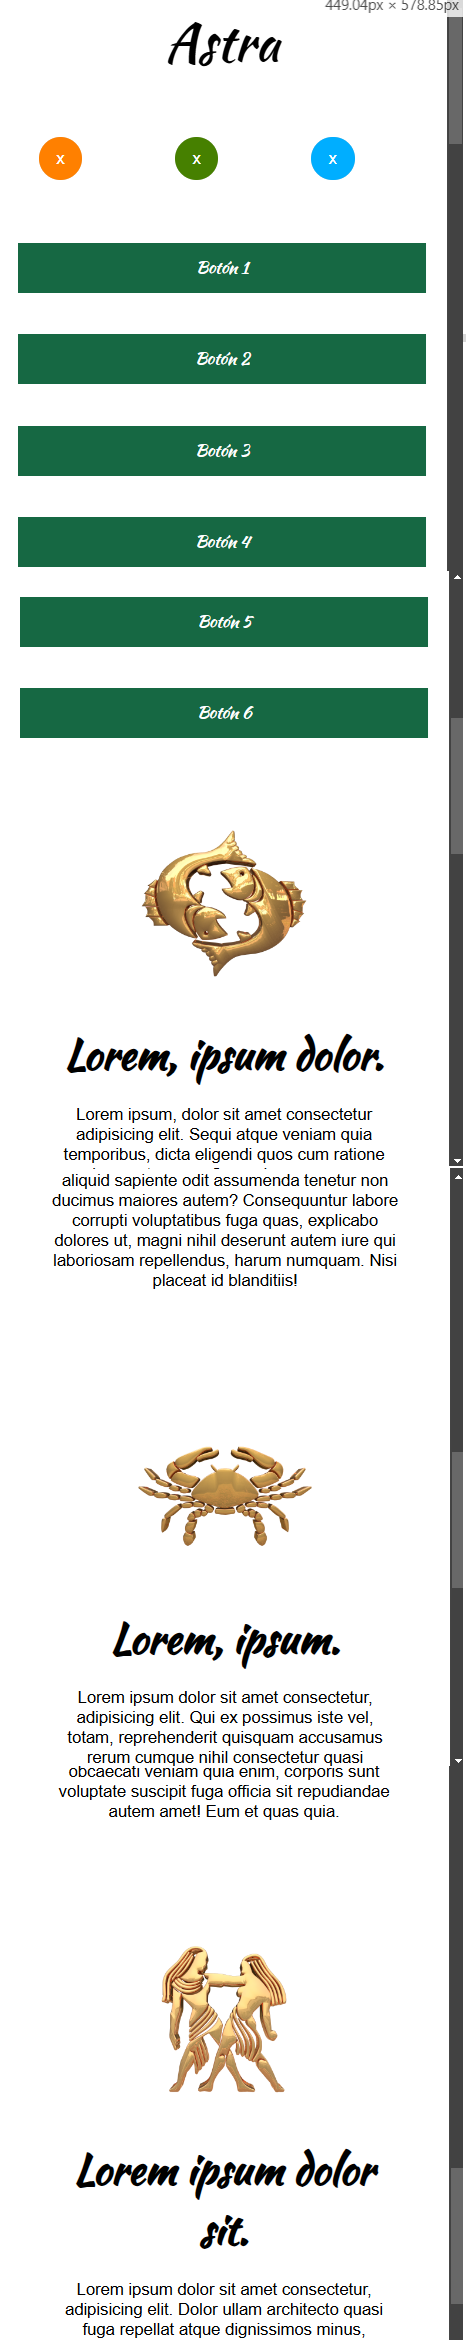 449.04px × 578.85px
Astra
x x x
Botón 1
Botón 2
Botón 3
Botón 4
Botón 5
Botón 6
Lorem, ipsum dolor.
Lorem ipsum, dolor sit amet consectetur
adipisicing elit. Sequi atque veniam quia
temporibus, dicta eligendi quos cum ratione
aliquid sapiente odit assumenda tenetur non
ducimus maiores autem? Consequuntur labore
corrupti voluptatibus fuga quas, explicabo
dolores ut, magni nihil deserunt autem iure qui
laboriosam repellendus, harum numquam. Nisi
placeat id blanditiis!
Lorem, ipsum.
Lorem ipsum dolor sit amet consectetur,
adipisicing elit. Qui ex possimus iste vel,
totam, reprehenderit quisquam accusamus
rerum cumque nihil consectetur quasi
obcaecati veniam quia enim, corporis sunt
voluptate suscipit fuga officia sit repudiandae
autem amet! Eum et quas quia.
Lorem ipsum dolor
sit.
Lorem ipsum dolor sit amet consectetur,
adipisicing elit. Dolor ullam architecto quasi
fuga repellat atque dignissimos minus,